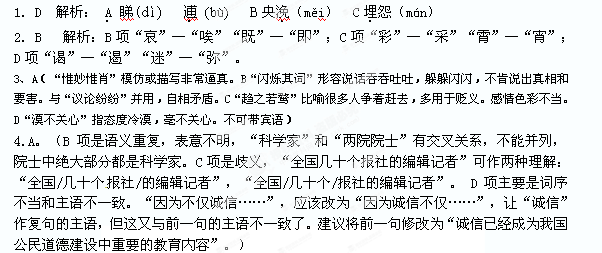 1. D  解析： A 睇(dì)  逋 (bù)  B 央浼（měi）  C 埋怨（mán）
2. B  解析：B项“哀”—“唉”“既”—“即”；C项“彩”—“采”“霄”—“宵”；
D项“谒”—“遏”“迷”—“弥”。
3、A（“惟妙惟肖”模仿或描写非常逼真。B“闪烁其词”形容说话吞吞吐吐，躲躲闪闪，不肯说出真相和
要害。与“议论纷纷”并用，自相矛盾。C“趋之若鹜”比喻很多人争着赶去，多用于贬义。感情色彩不当。
D“漠不关心”指态度冷漠，毫不关心。不可带宾语）
4.A。（B 项是语义重复，表意不明，“科学家”和“两院院士”有交叉关系，不能并列，
院士中绝大部分都是科学家。C项是歧义，“全国几十个报社的编辑记者”可作两种理解：
“全国/几十个报社/的编辑记者”，“全国/几十个/报社的编辑记者”。 D 项主要是词序
不当和主语不一致。“因为不仅诚信……”，应该改为“因为诚信不仅……”，让“诚信”
作复句的主语，但这又与前一句的主语不一致了。建议将前一句修改为“诚信已经成为我国
公民道德建设中重要的教育内容”。）